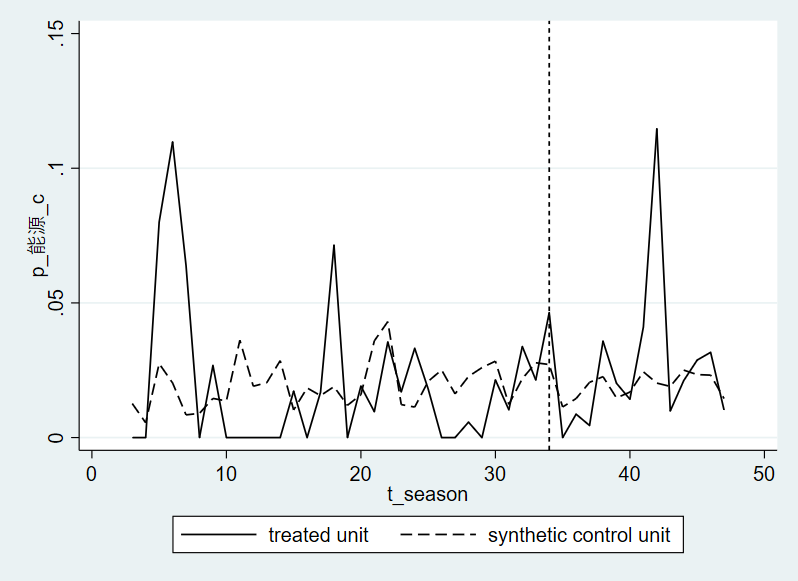 .15
.1
.05
0
p_能源_c
0 10 20 30 40 50
t_season
treated unit synthetic control unit